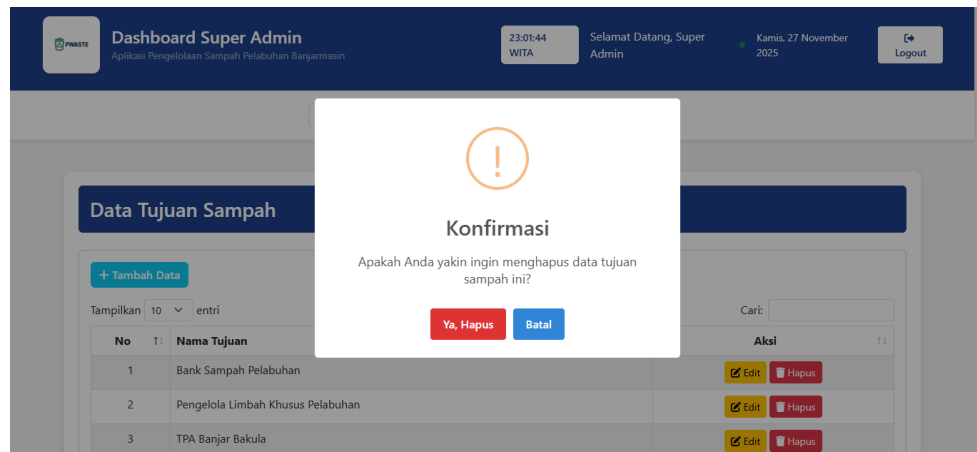 PWASTE
Dashboard Super Admin
Aplikasi Pengelolaan Sampah Pelabuhan Banjarmasin
23:01:44
WITA
Selamat Datang, Super
Admin
Kamis, 27 November
2025
Logout
!
Konfirmasi
Apakah Anda yakin ingin menghapus data tujuan
sampah ini?
Ya, Hapus Batal
Data Tujuan Sampah
+ Tambah Data
Tampilkan 10 entri
Cari:
No Nama Tujuan Aksi
1 Bank Sampah Pelabuhan Edit Hapus
2 Pengelola Limbah Khusus Pelabuhan Edit Hapus
3 TPA Banjar Bakula Edit Hapus